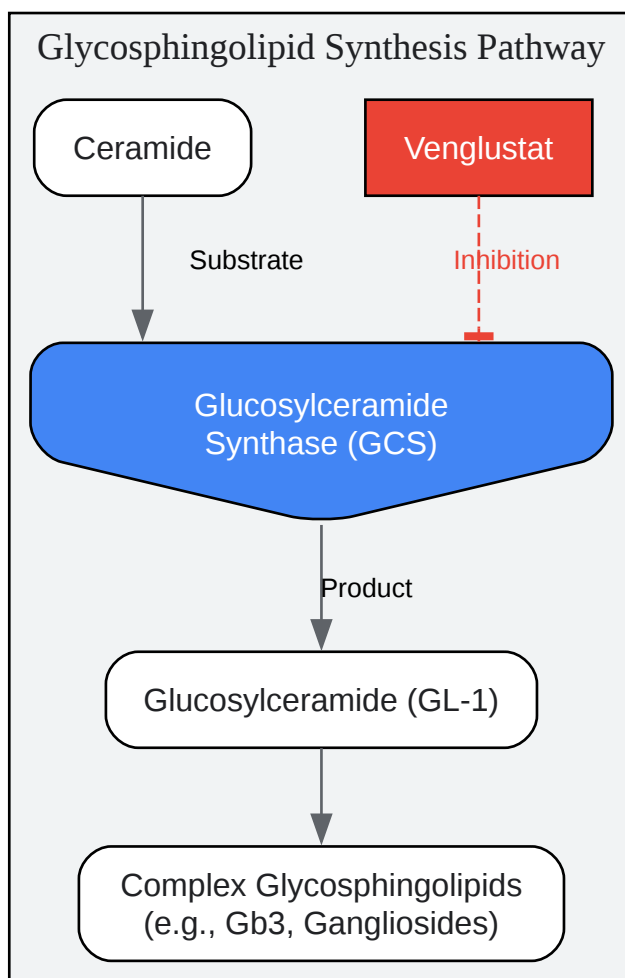 Glycosphingolipid Synthesis Pathway
Ceramide
Venglustat
Substrate
Inhibition
Glucosylceramide
Synthase (GCS)
Product
Glucosylceramide (GL-1)
Complex Glycosphingolipids
(e.g., Gb3, Gangliosides)